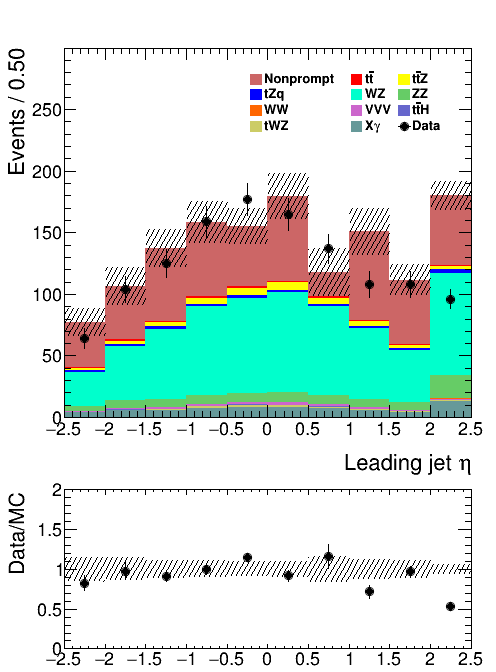 Events / 0.50
300
250
200
150
100
50
0
Nonprompt tt̄ tt̄Z
tZq WZ ZZ
WW VVV tt̄H
tWZ Xγ Data
−2.5 −2 −1.5 −1 −0.5 0 0.5 1 1.5 2 2.5
Leading jet η
Data/MC
2
1.5
1
0.5
0
−2.5 −2 −1.5 −1 −0.5 0 0.5 1 1.5 2 2.5